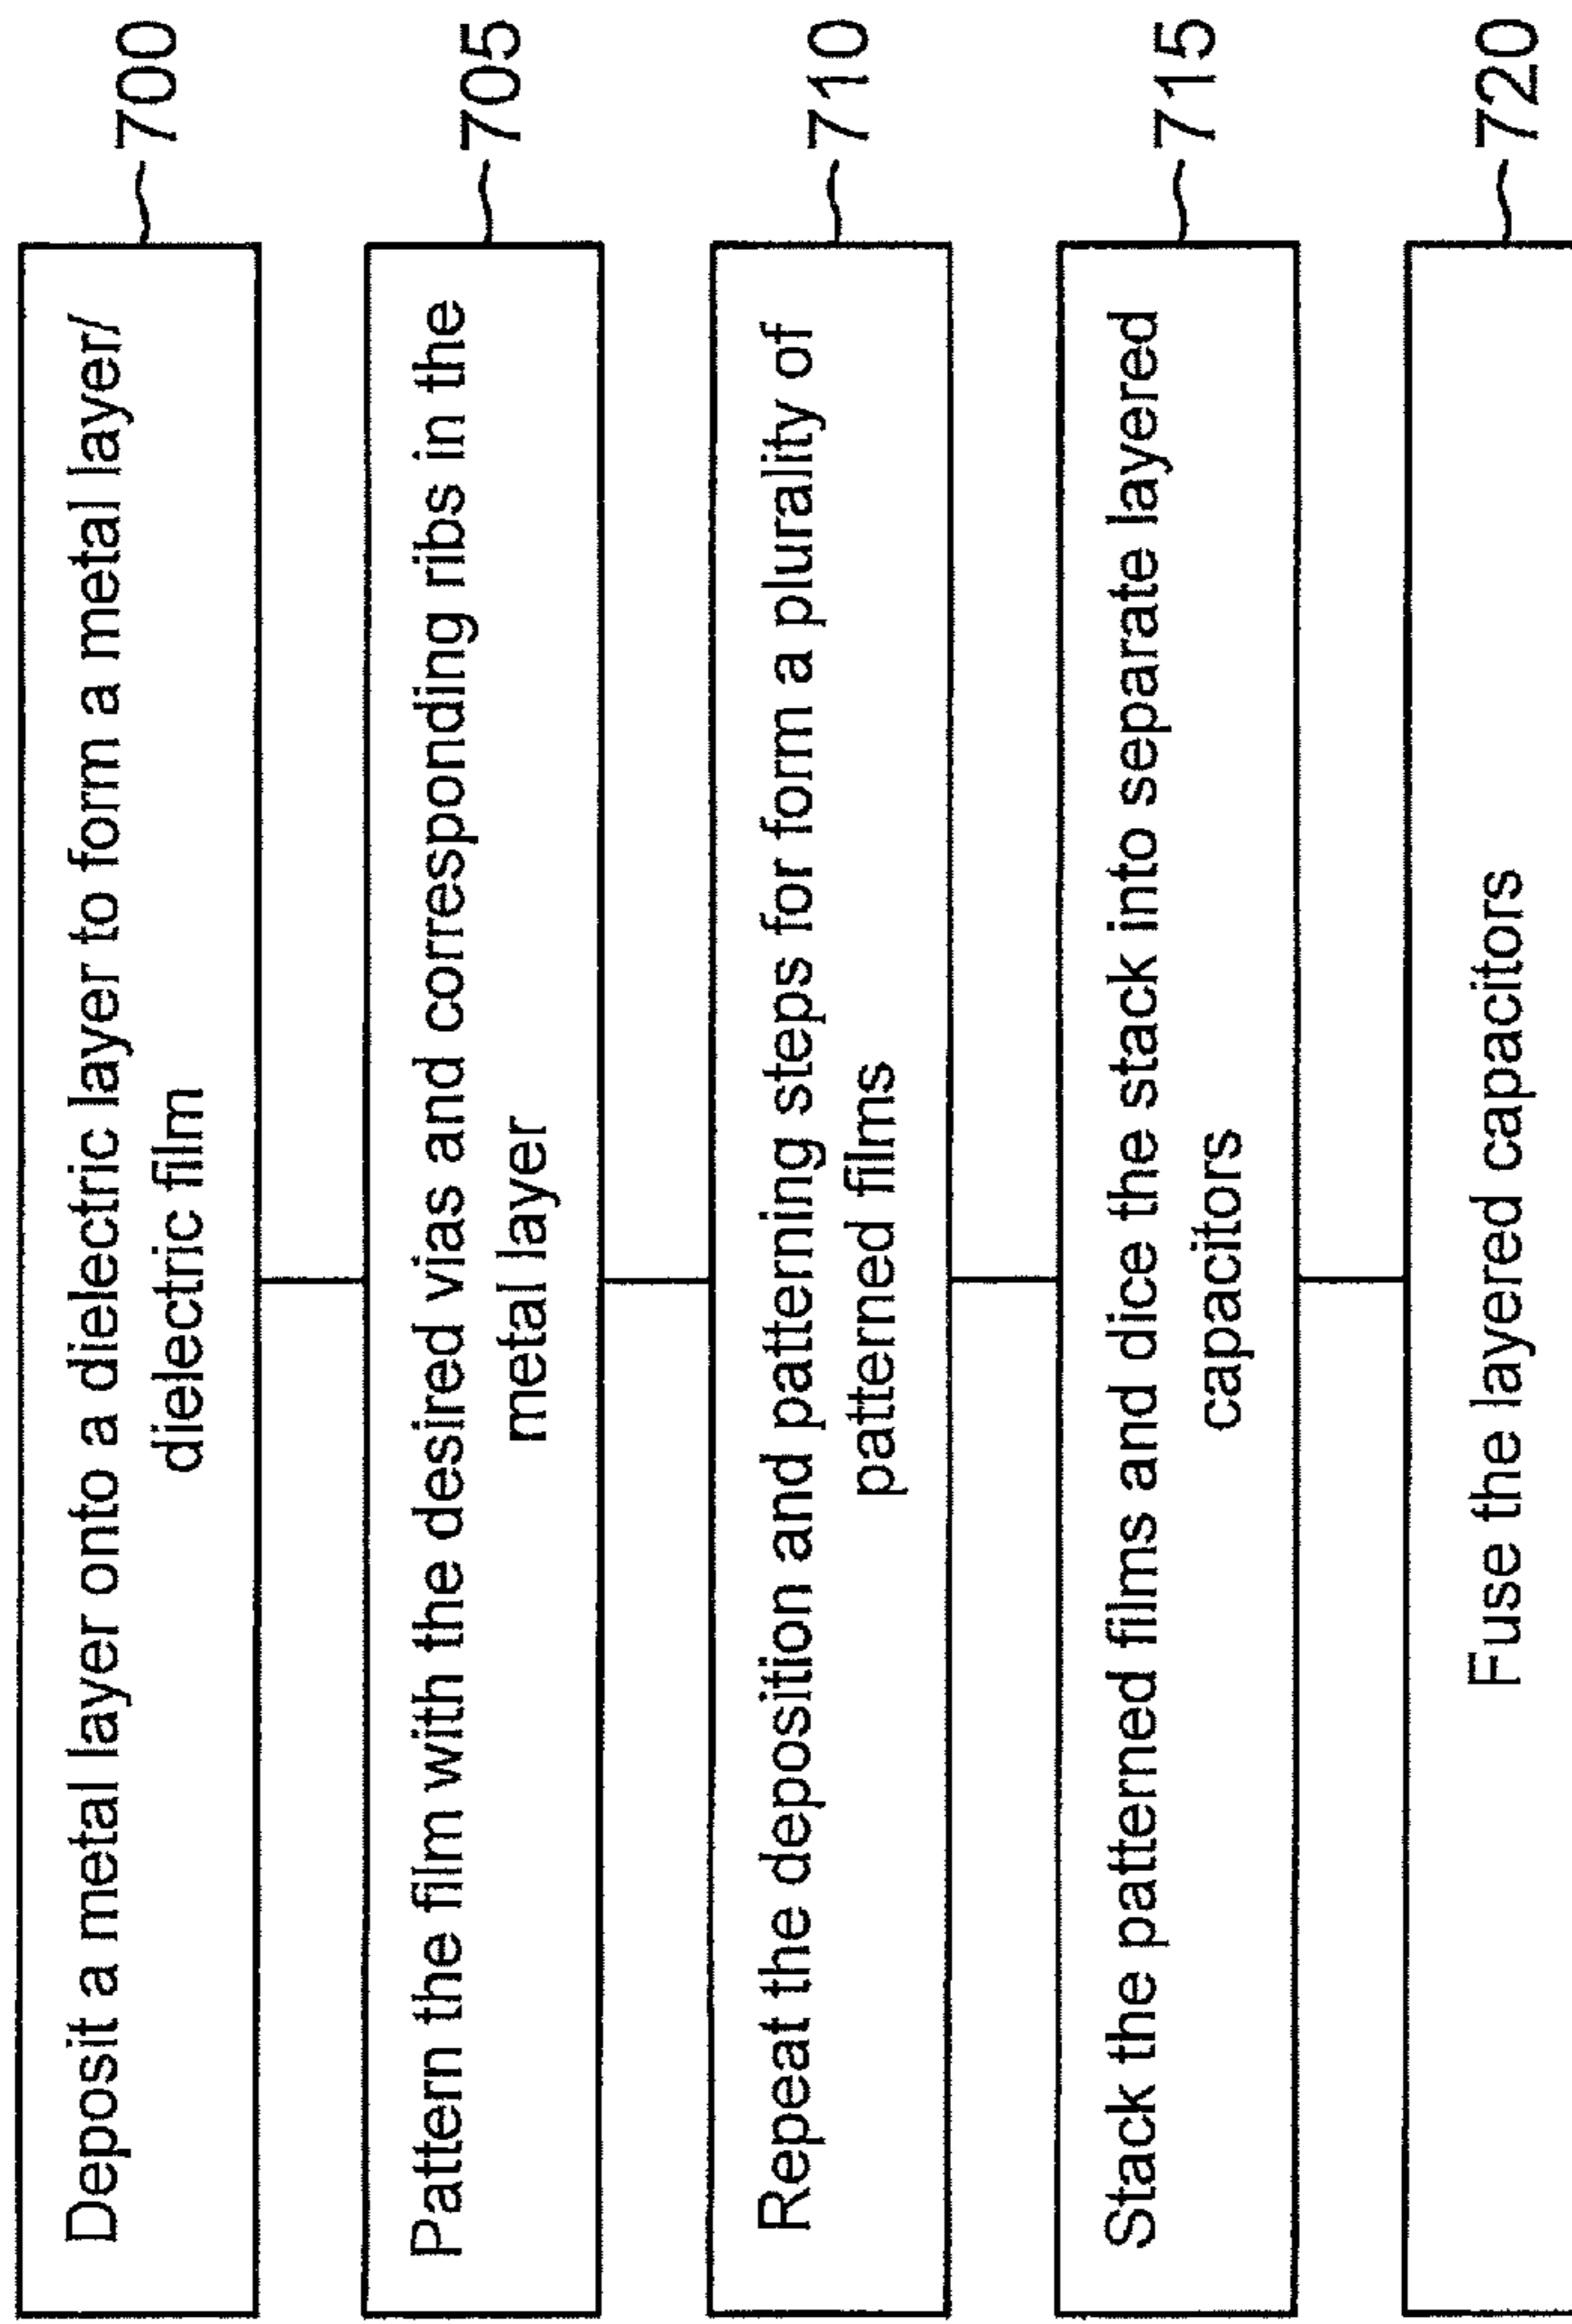 Deposit a metal layer onto a dielectric layer to form a metal layer/
dielectric film
700
Pattern the film with the desired vias and corresponding ribs in the
metal layer
705
Repeat the deposition and patterning steps for form a plurality of
patterned films
710
Stack the patterned films and dice the stack into separate layered
capacitors
715
Fuse the layered capacitors
720